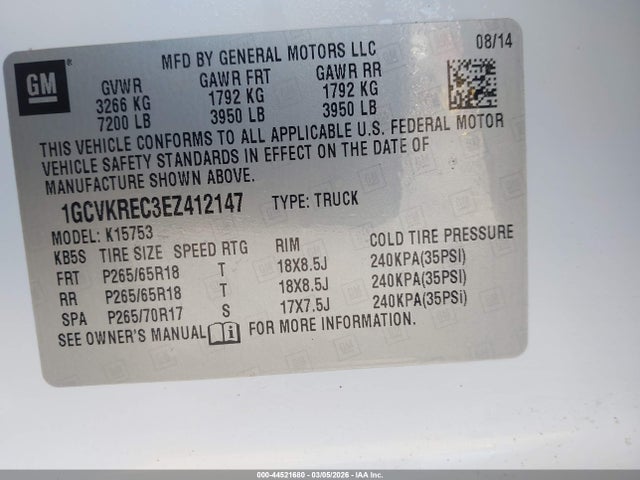 GM ®
MFD BY GENERAL MOTORS LLC 08/14
GVWR GAWR FRT GAWR RR
3266 KG 1792 KG 1792 KG
7200 LB 3950 LB 3950 LB
THIS VEHICLE CONFORMS TO ALL APPLICABLE U.S. FEDERAL MOTOR
VEHICLE SAFETY STANDARDS IN EFFECT ON THE DATE OF
MANUFACTURE SHOWN ABOVE.
1GCVKREC3EZ412147 TYPE: TRUCK
MODEL: K15753
KB5S TIRE SIZE SPEED RTG RIM COLD TIRE PRESSURE
FRT P265/65R18 T 18X8.5J 240KPA(35PSI)
RR P265/65R18 T 18X8.5J 240KPA(35PSI)
SPA P265/70R17 S 17X7.5J 240KPA(35PSI)
SEE OWNER'S MANUAL i FOR MORE INFORMATION.
000-44521680 - 03/05/2026 - IAA Inc.